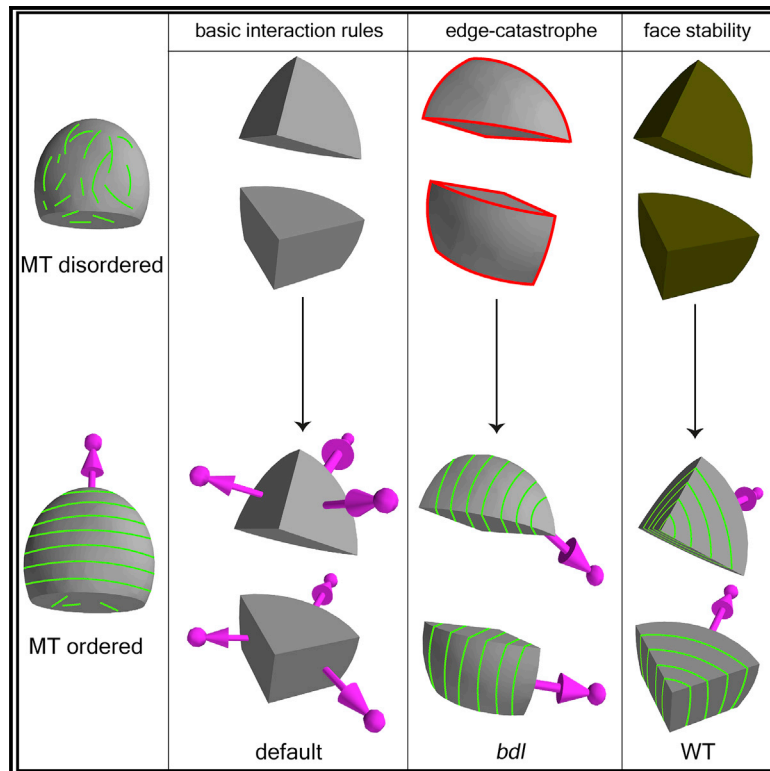 basic interaction rules
edge-catastrophe
face stability
MT disordered
MT ordered
default
bdl
WT